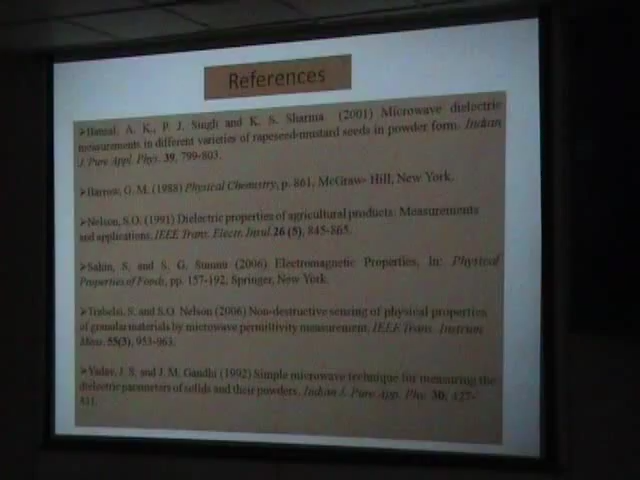 References
➢Bansal, A. K., P. J. Singh and K. S. Sharma (2001) Microwave dielectric
measurements in different varieties of rapeseed-mustard seeds in powder form. Indian
J. Pure Appl. Phys. 39, 799-803.
➢Barrow, G. M. (1988) Physical Chemistry, p. 861, McGraw- Hill, New York.
➢Nelson, S.O. (1991) Dielectric properties of agricultural products: Measurements
and applications, IEEE Trans. Electr. Insul. 26 (5), 845-865.
➢Sahin, S. and S. G. Sumnu (2006) Electromagnetic Properties, In: Physical
Properties of Foods, pp. 157-192, Springer, New York.
➢Trabelsi, S. and S.O. Nelson (2006) Non-destructive sensing of physical properties
of granular materials by microwave permittivity measurement, IEEE Trans. Instrum
Meas. 55(3), 953-963.
➢Yadav, J. S. and J. M. Gandhi (1992) Simple microwave technique for measuring the
dielectric parameters of solids and their powders, Indian J. Pure App. Phy. 30, 427-
431.